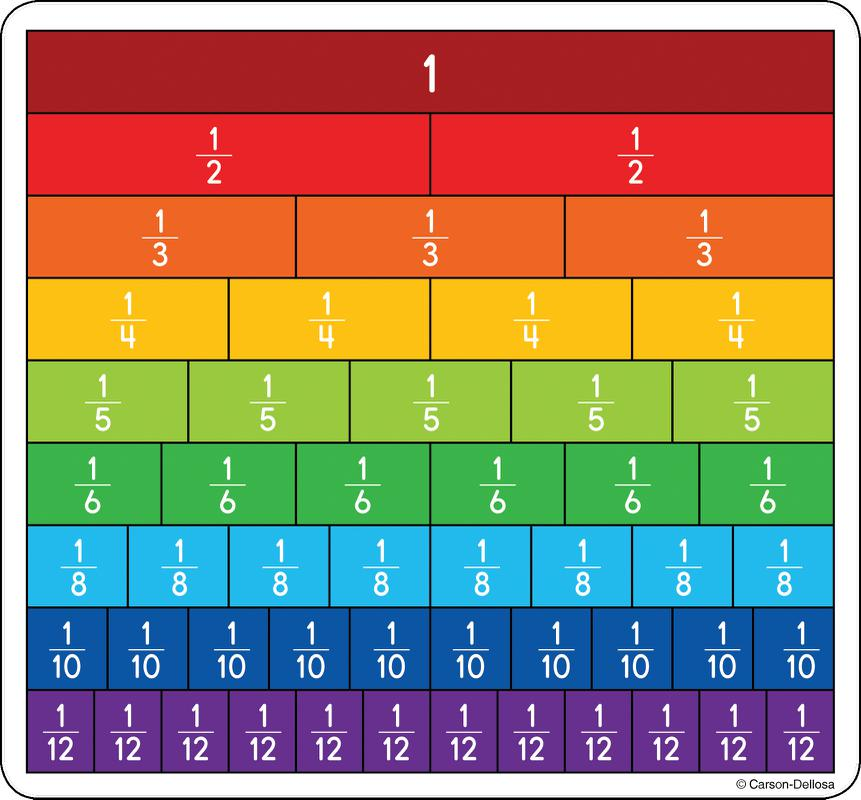 1
1/2 1/2
1/3 1/3 1/3
1/4 1/4 1/4 1/4
1/5 1/5 1/5 1/5 1/5
1/6 1/6 1/6 1/6 1/6 1/6
1/8 1/8 1/8 1/8 1/8 1/8 1/8 1/8
1/10 1/10 1/10 1/10 1/10 1/10 1/10 1/10 1/10 1/10
1/12 1/12 1/12 1/12 1/12 1/12 1/12 1/12 1/12 1/12 1/12 1/12
© Carson-Dellosa